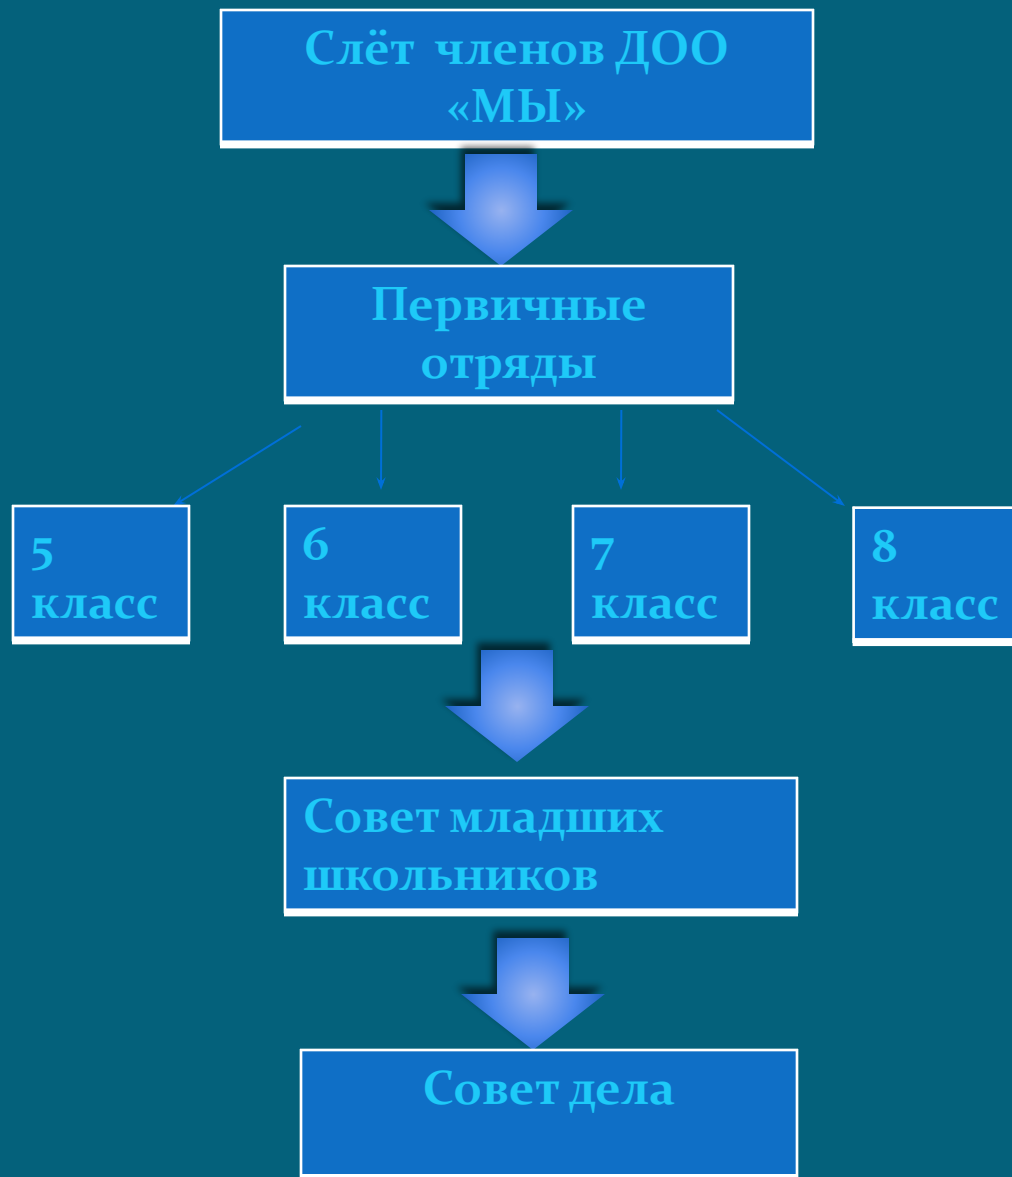 Слёт членов ДОО
«МЫ»
Первичные
отряды
5
класс
6
класс
7
класс
8
класс
Совет младших
школьников
Совет дела